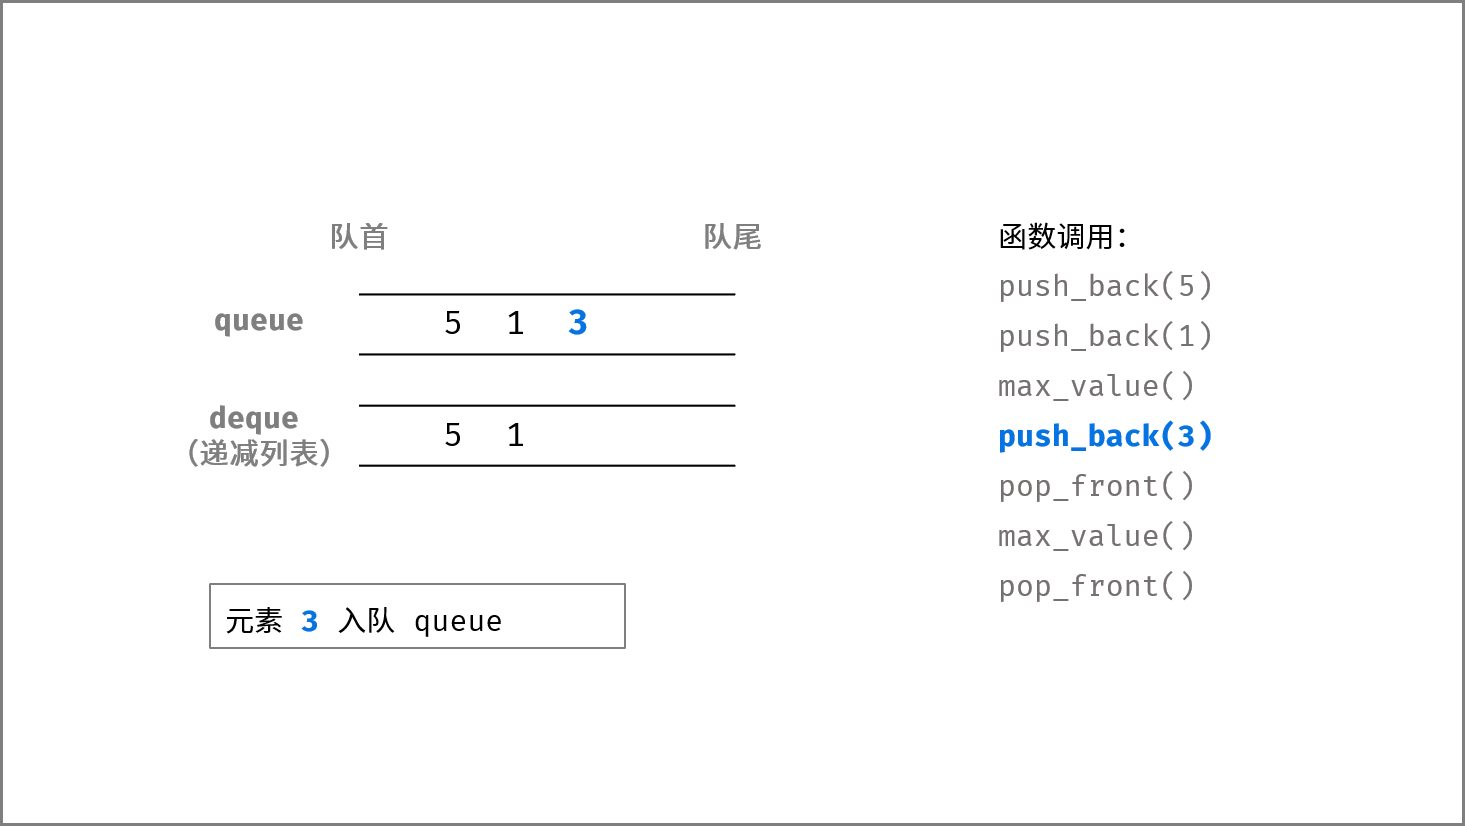 队首 队尾
queue 5 1 3
deque 5 1
(递减列表)
元素 3 入队 queue
函数调用:
push_back(5)
push_back(1)
max_value()
push_back(3)
pop_front()
max_value()
pop_front()